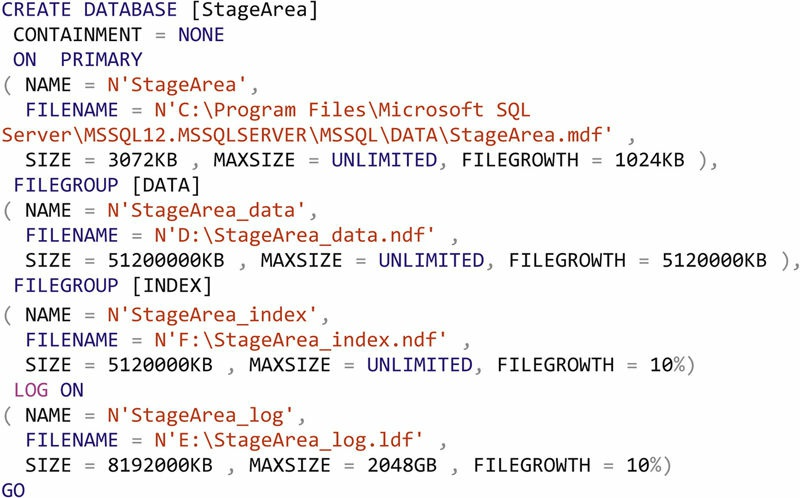 CREATE DATABASE [StageArea]
 CONTAINMENT = NONE
 ON  PRIMARY
( NAME = N'StageArea',
  FILENAME = N'C:\Program Files\Microsoft SQL
Server\MSSQL12.MSSQLSERVER\MSSQL\DATA\StageArea.mdf' ,
  SIZE = 3072KB , MAXSIZE = UNLIMITED, FILEGROWTH = 1024KB ),
 FILEGROUP [DATA]
( NAME = N'StageArea_data',
  FILENAME = N'D:\StageArea_data.ndf' ,
  SIZE = 51200000KB , MAXSIZE = UNLIMITED, FILEGROWTH = 5120000KB ),
 FILEGROUP [INDEX]
( NAME = N'StageArea_index',
  FILENAME = N'F:\StageArea_index.ndf' ,
  SIZE = 5120000KB , MAXSIZE = UNLIMITED, FILEGROWTH = 10%)
 LOG ON
( NAME = N'StageArea_log',
  FILENAME = N'E:\StageArea_log.ldf' ,
  SIZE = 8192000KB , MAXSIZE = 2048GB , FILEGROWTH = 10%)
GO